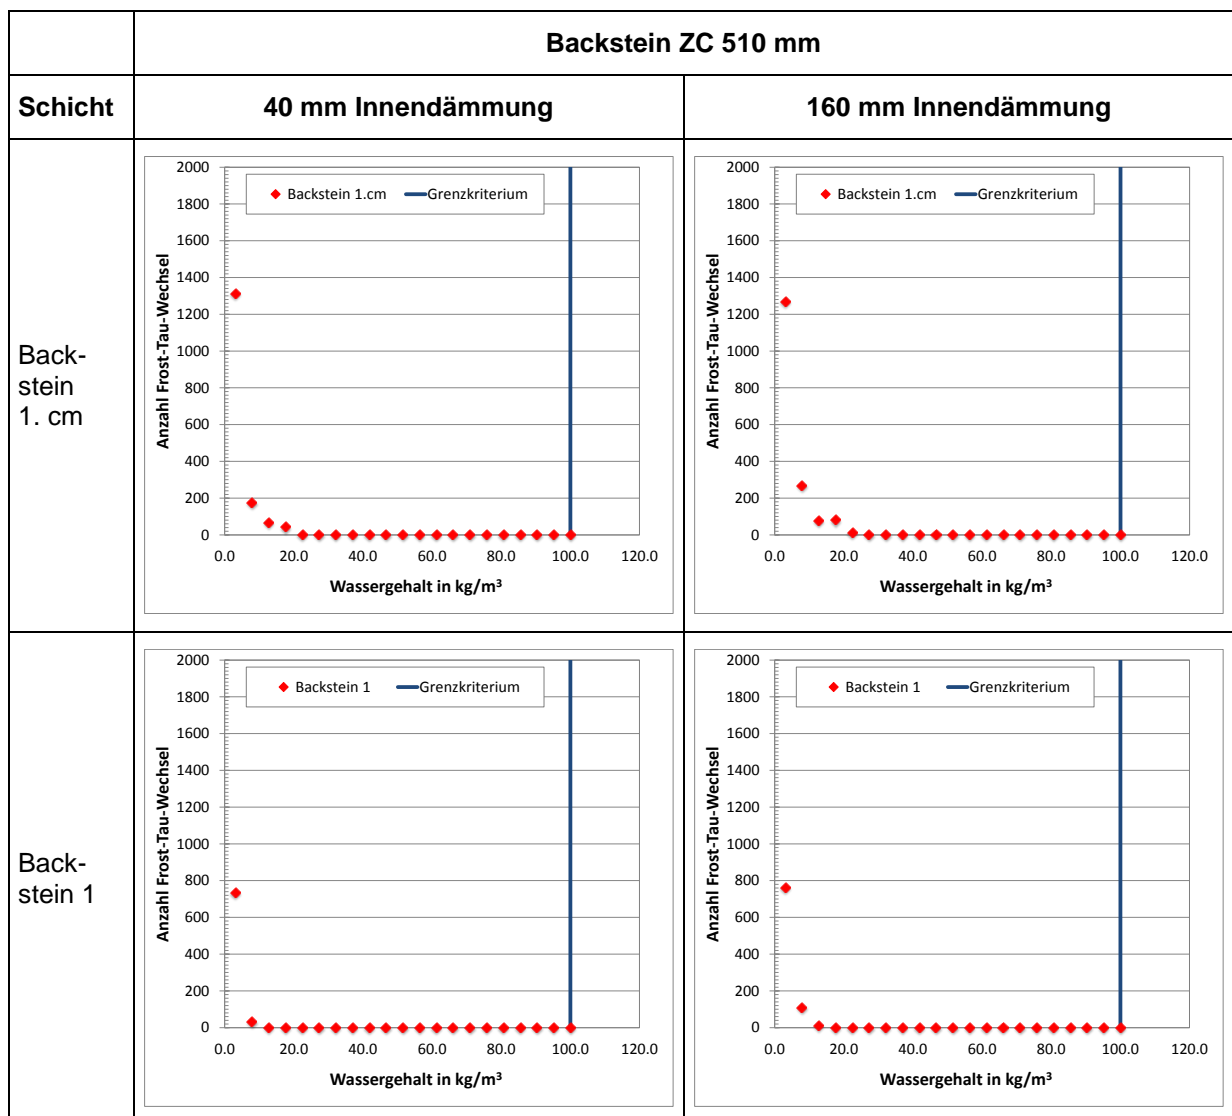 Backstein ZC 510 mm
Schicht
40 mm Innendämmung
160 mm Innendämmung
Back-
stein
1. cm
Anzahl Frost-Tau-Wechsel
2000
1800
1600
1400
1200
1000
800
600
400
200
0
Backstein 1.cm Grenzkriterium
0.0 20.0 40.0 60.0 80.0 100.0 120.0
Wassergehalt in kg/m³
Anzahl Frost-Tau-Wechsel
2000
1800
1600
1400
1200
1000
800
600
400
200
0
Backstein 1.cm Grenzkriterium
0.0 20.0 40.0 60.0 80.0 100.0 120.0
Wassergehalt in kg/m³
Back-
stein 1
Anzahl Frost-Tau-Wechsel
2000
1800
1600
1400
1200
1000
800
600
400
200
0
Backstein 1 Grenzkriterium
0.0 20.0 40.0 60.0 80.0 100.0 120.0
Wassergehalt in kg/m³
Anzahl Frost-Tau-Wechsel
2000
1800
1600
1400
1200
1000
800
600
400
200
0
Backstein 1 Grenzkriterium
0.0 20.0 40.0 60.0 80.0 100.0 120.0
Wassergehalt in kg/m³